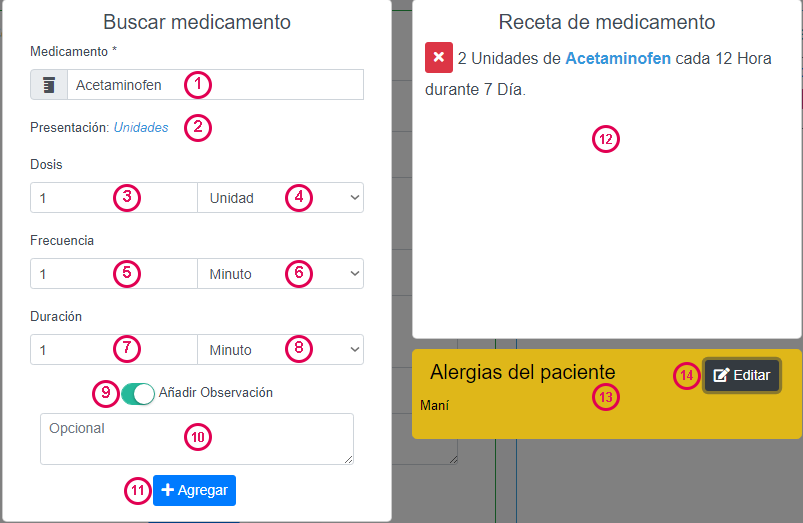 Buscar medicamento
Medicamento *
Acetaminofen 1
Presentación: Unidades 2
Dosis
1 3 Unidad 4
Frecuencia
1 5 Minuto 6
Duración
1 7 Minuto 8
9 Añadir Observación
Opcional 10
11 Agregar
Receta de medicamento
2 Unidades de Acetaminofen cada 12 Hora
durante 7 Día.
12
Alergias del paciente 14 Editar
Maní 13